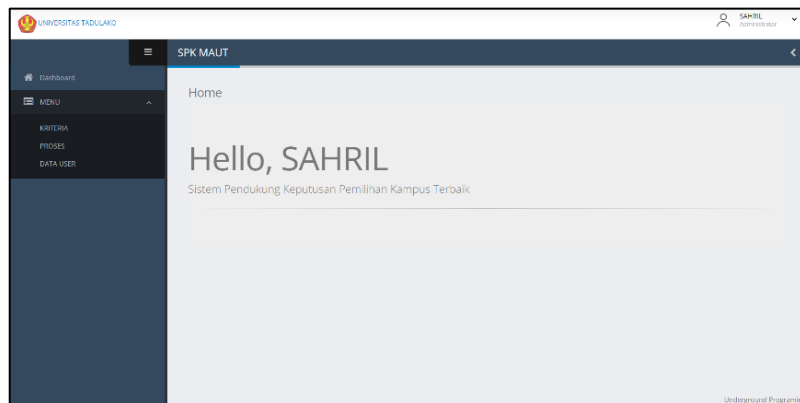 UNIVERSITAS TADULAKO
SAHRIL
Administrator
SPK MAUT
Dashboard
MENU
KRITERIA
PROSES
DATA USER
Home
Hello, SAHRIL
Sistem Pendukung Keputusan Pemilihan Kampus Terbaik
Underground